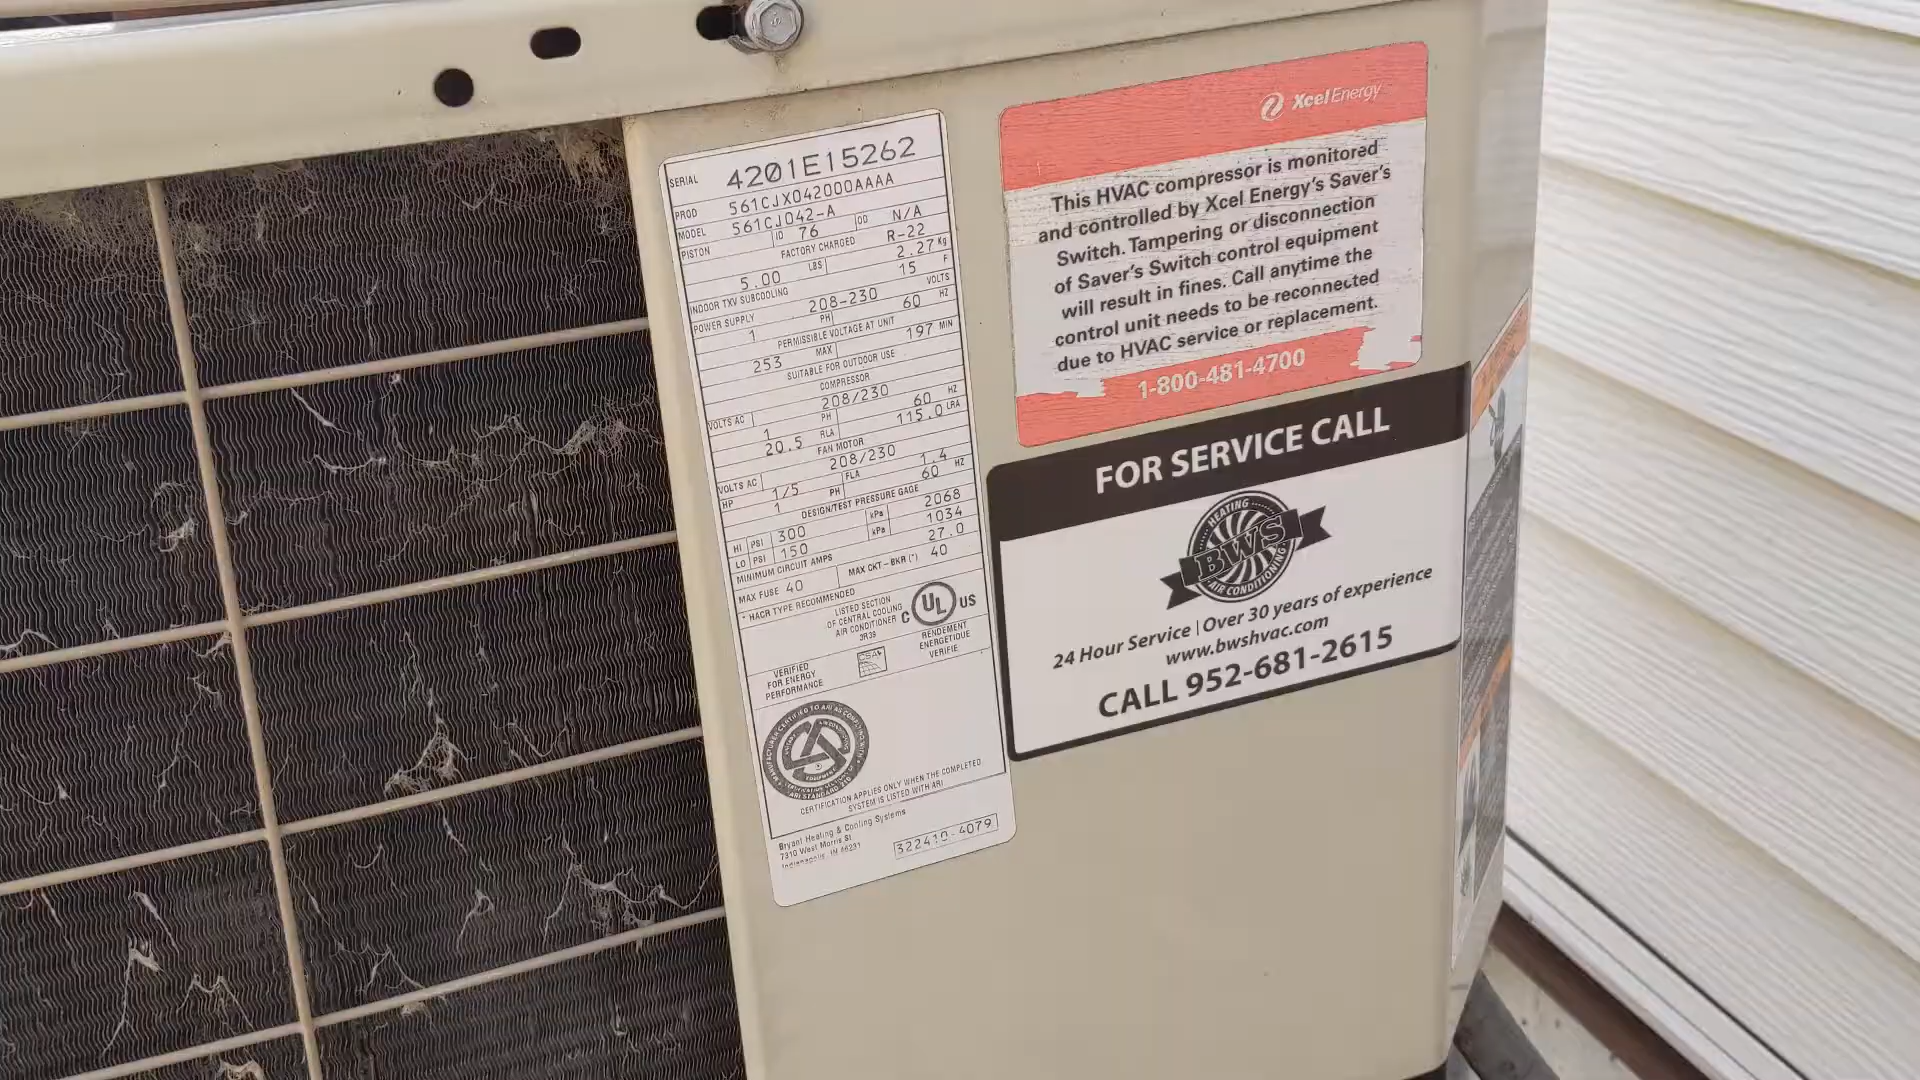 SERIAL 4201E15262
PROD 561CJX042000AAAA
MODEL 561CJ042-A
PISTON ID 76 OD N/A
FACTORY CHARGED R-22
5.00 LBS 2.27 Kg
INDOOR TXV SUBCOOLING 15 F
POWER SUPPLY 208-230 VOLTS
1 PH 60 HZ
PERMISSIBLE VOLTAGE AT UNIT
253 MAX 197 MIN
SUITABLE FOR OUTDOOR USE
COMPRESSOR
VOLTS AC 208/230
1 PH 60 HZ
20.5 RLA 115.0 LRA
FAN MOTOR
VOLTS AC 208/230
HP 1/5 FLA 1.4
1 PH 60 HZ
DESIGN/TEST PRESSURE GAGE
HI PSI 300 kPa 2068
LO PSI 150 kPa 1034
MINIMUM CIRCUIT AMPS 27.0
MAX FUSE 40 MAX CKT-BKR (*) 40
* HACR TYPE RECOMMENDED
LISTED SECTION
OF CENTRAL COOLING
AIR CONDITIONER
3R39
C UL US
VERIFIED
FOR ENERGY
PERFORMANCE
CSA
RENDEMENT
ENERGETIQUE
VERIFIE
CERTIFICATION APPLIES ONLY WHEN THE COMPLETED
SYSTEM IS LISTED WITH ARI
Bryant Heating & Cooling Systems
7310 West Morris St
Indianapolis, IN 46231
322410-4079
XcelEnergy
This HVAC compressor is monitored
and controlled by Xcel Energy's Saver's
Switch. Tampering or disconnection
of Saver's Switch control equipment
will result in fines. Call anytime the
control unit needs to be reconnected
due to HVAC service or replacement.
1-800-481-4700
FOR SERVICE CALL
HEATING
BWS
AIR CONDITIONING
24 Hour Service | Over 30 years of experience
www.bwshvac.com
CALL 952-681-2615